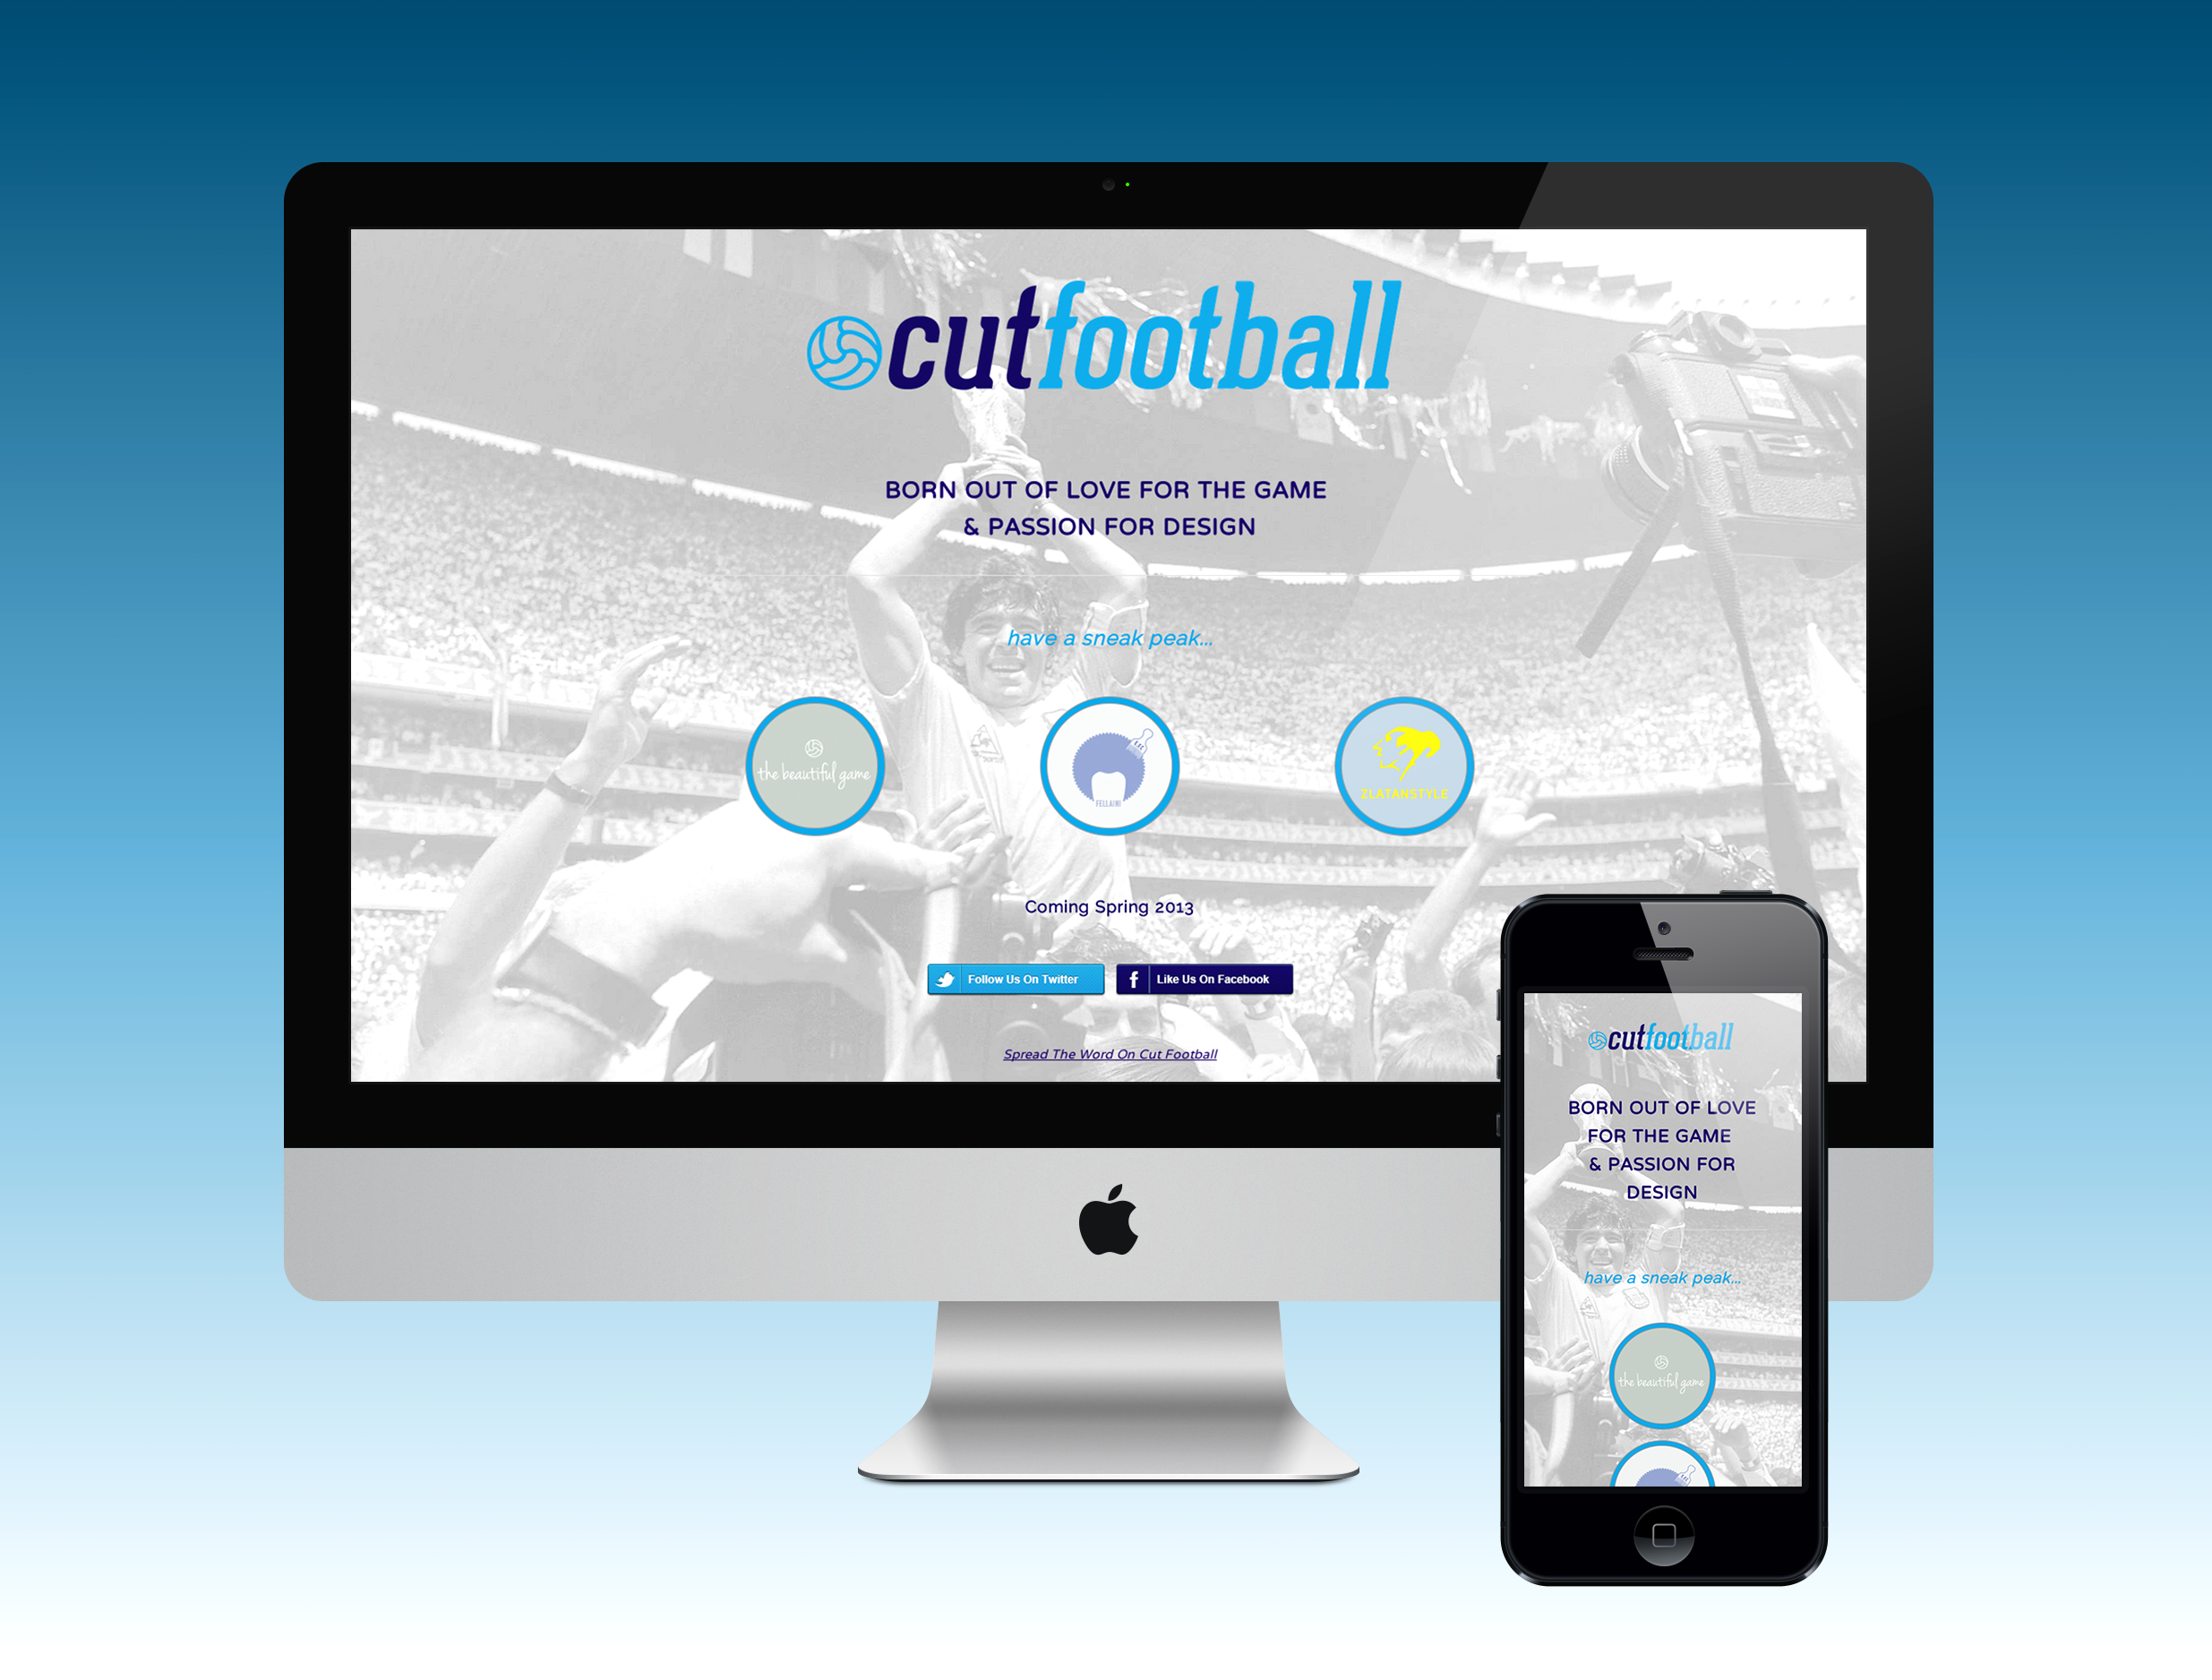 cutfootball
BORN OUT OF LOVE FOR THE GAME
& PASSION FOR DESIGN
have a sneak peak...
the beautiful game
FELLAINI
ZLATANSTYLE
Coming Spring 2013
Follow Us On Twitter
f Like Us On Facebook
Spread The Word On Cut Football
cutfootball
BORN OUT OF LOVE
FOR THE GAME
& PASSION FOR
DESIGN
have a sneak peak...
the beautiful game